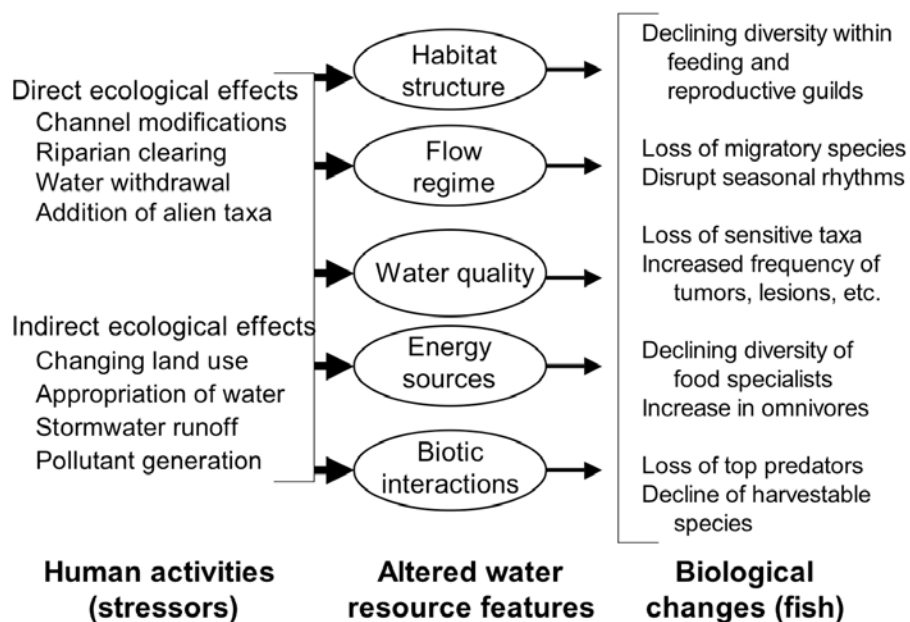 Direct ecological effects
Channel modifications
Riparian clearing
Water withdrawal
Addition of alien taxa
Indirect ecological effects
Changing land use
Appropriation of water
Stormwater runoff
Pollutant generation
Human activities
(stressors)
Habitat
structure
Flow
regime
Water quality
Energy
sources
Biotic
interactions
Altered water
resource features
Declining diversity within
feeding and
reproductive guilds
Loss of migratory species
Disrupt seasonal rhythms
Loss of sensitive taxa
Increased frequency of
tumors, lesions, etc.
Declining diversity of
food specialists
Increase in omnivores
Loss of top predators
Decline of harvestable
species
Biological
changes (fish)